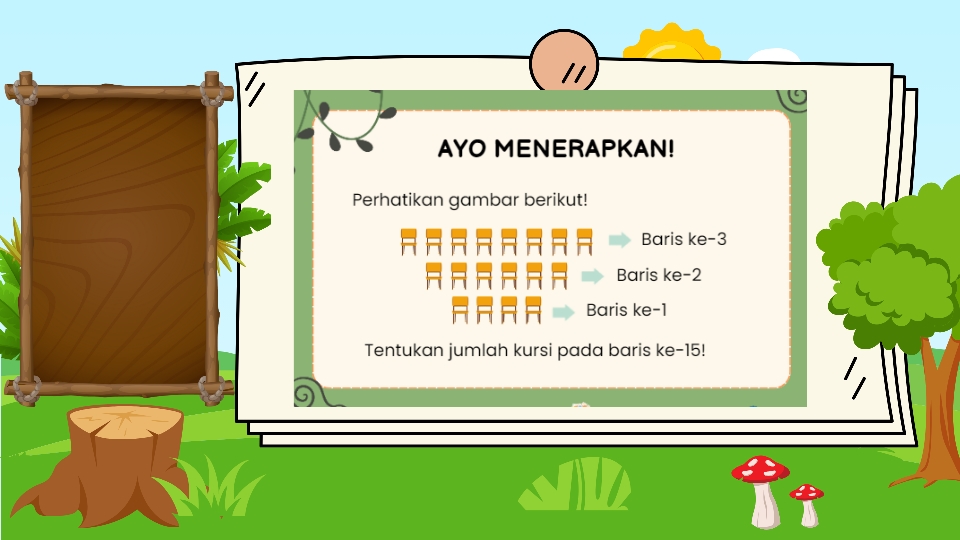 AYO MENERAPKAN!
Perhatikan gambar berikut!
Baris ke-3
Baris ke-2
Baris ke-1
Tentukan jumlah kursi pada baris ke-15!